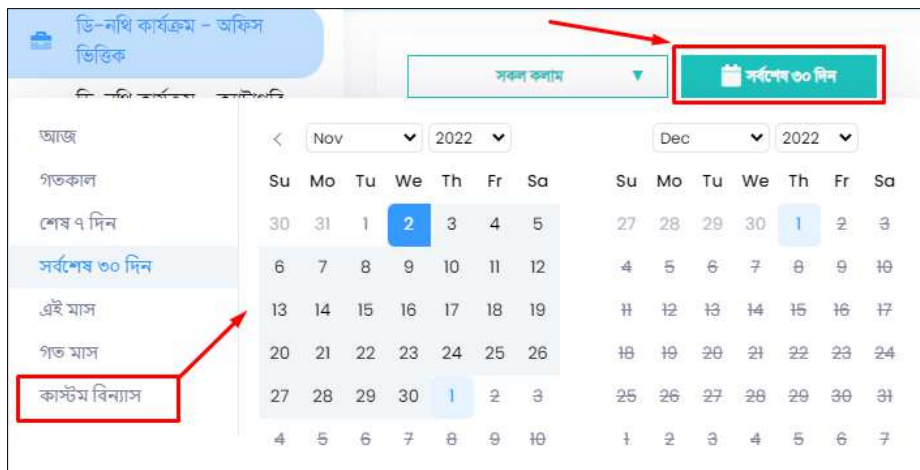 ডি-নথি কার্যক্রম - অফিস
ভিত্তিক
সকল কলাম ▼
সর্বশেষ ৩০ দিন
ডি-নথি কার্যক্রম - ক্যাটাগরি
আজ
গতকাল
শেষ ৭ দিন
সর্বশেষ ৩০ দিন
এই মাস
গত মাস
কাস্টম বিন্যাস
< Nov 2022
Su Mo Tu We Th Fr Sa
30 31 1 2 3 4 5
6 7 8 9 10 11 12
13 14 15 16 17 18 19
20 21 22 23 24 25 26
27 28 29 30 1 2 3
4 5 6 7 8 9 10
Dec 2022
Su Mo Tu We Th Fr Sa
27 28 29 30 1 2 3
4 5 6 7 8 9 10
11 12 13 14 15 16 17
18 19 20 21 22 23 24
25 26 27 28 29 30 31
1 2 3 4 5 6 7